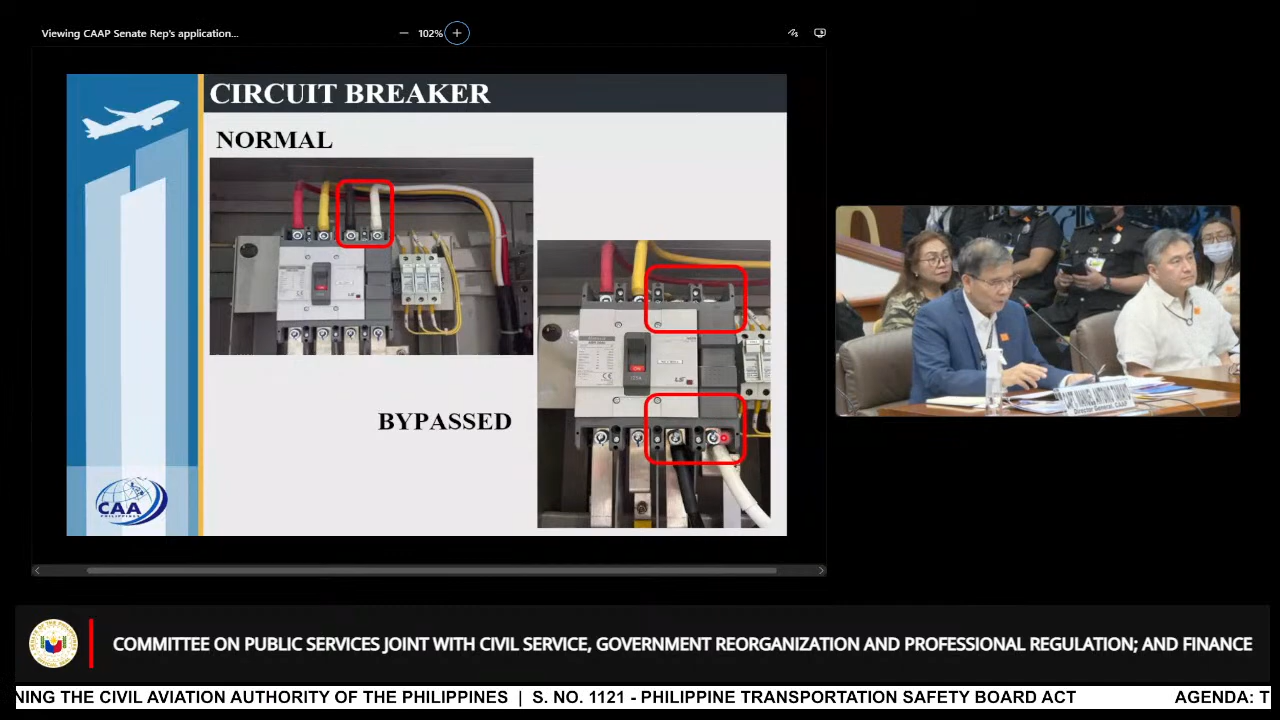 Viewing CAAP Senate Rep's application...
102%
CIRCUIT BREAKER
NORMAL
BYPASSED
CAA
PHILIPPINES
COMMITTEE ON PUBLIC SERVICES JOINT WITH CIVIL SERVICE, GOVERNMENT REORGANIZATION AND PROFESSIONAL REGULATION; AND FINANCE
NING THE CIVIL AVIATION AUTHORITY OF THE PHILIPPINES | S. NO. 1121 - PHILIPPINE TRANSPORTATION SAFETY BOARD ACT AGENDA: T